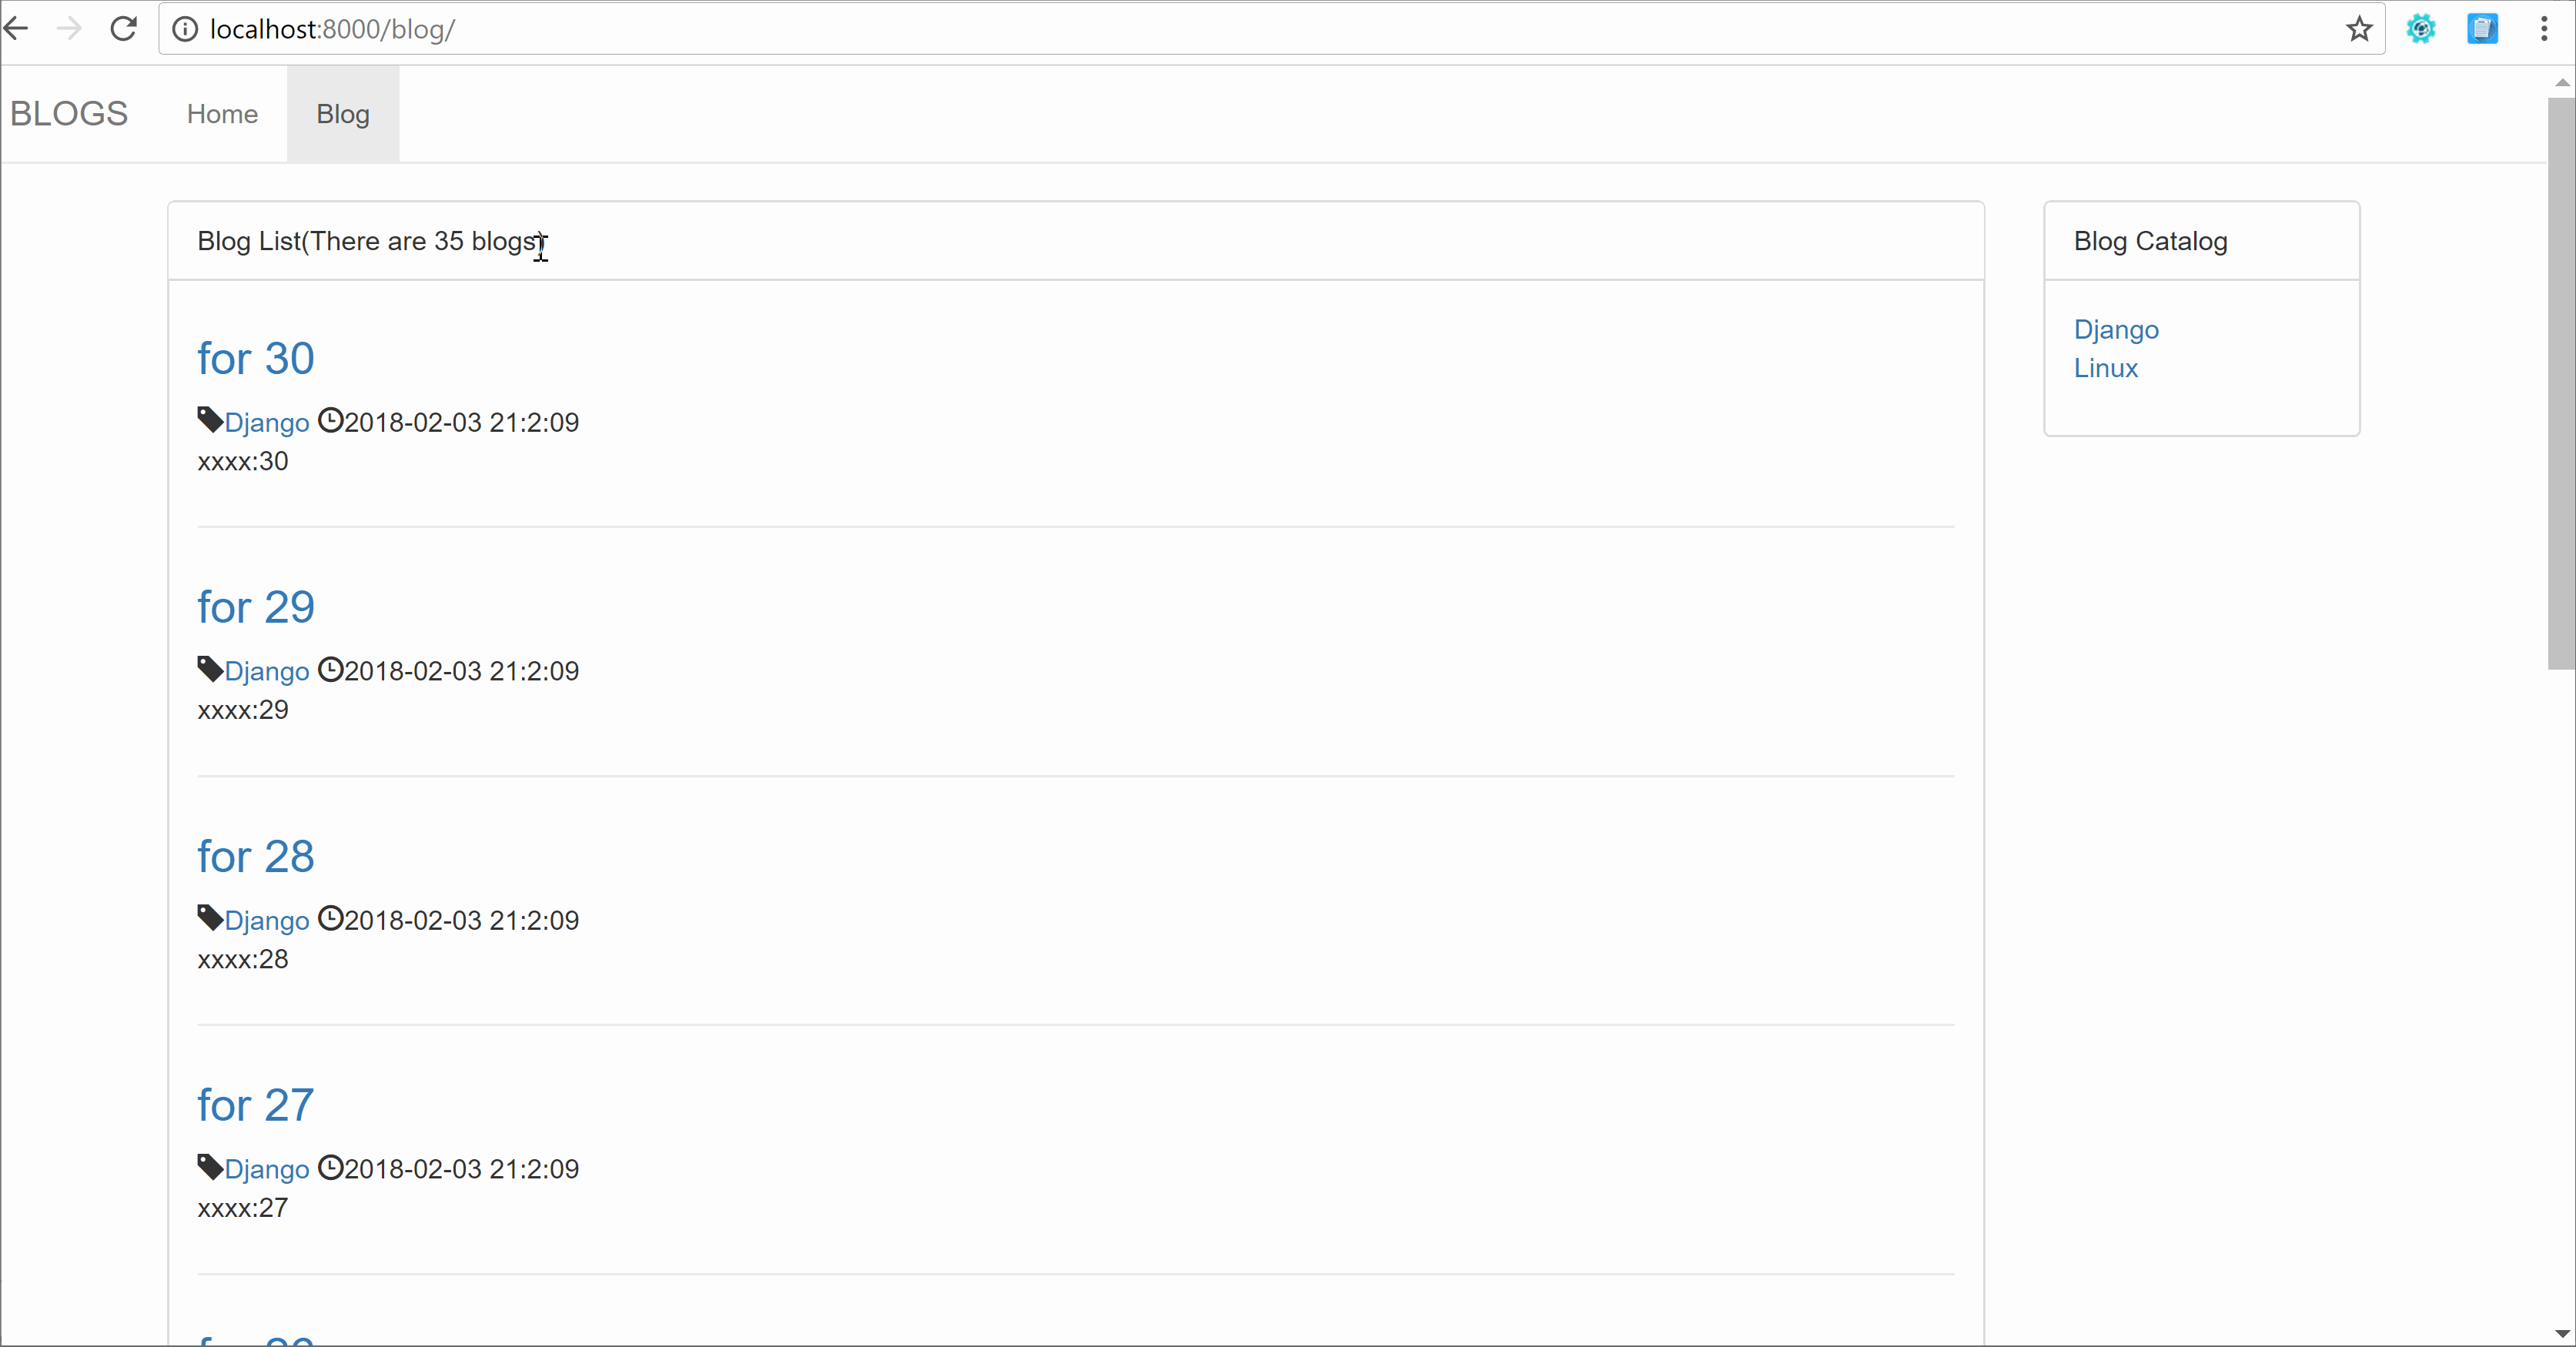 localhost:8000/blog/
BLOGS Home Blog
Blog List(There are 35 blogs)
for 30
Django 2018-02-03 21:2:09
xxxx:30
for 29
Django 2018-02-03 21:2:09
xxxx:29
for 28
Django 2018-02-03 21:2:09
xxxx:28
for 27
Django 2018-02-03 21:2:09
xxxx:27
Blog Catalog
Django
Linux